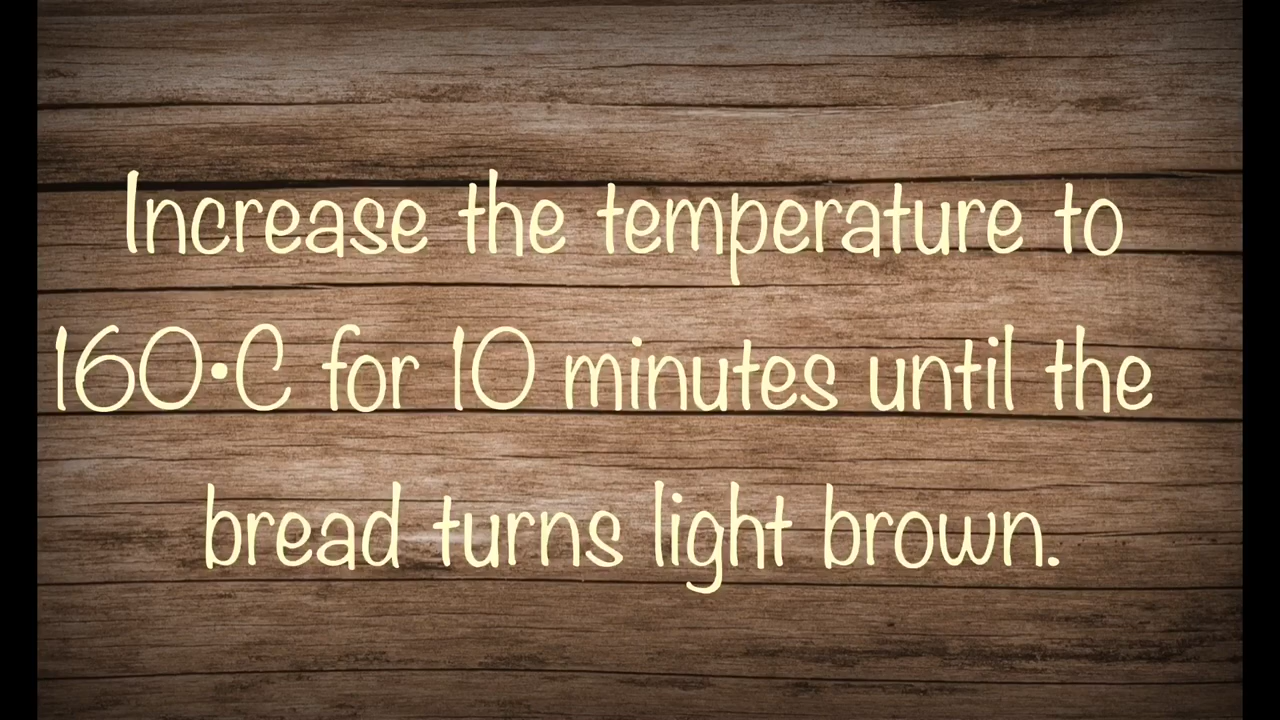 Increase the temperature to
160•C for 10 minutes until the
bread turns light brown.